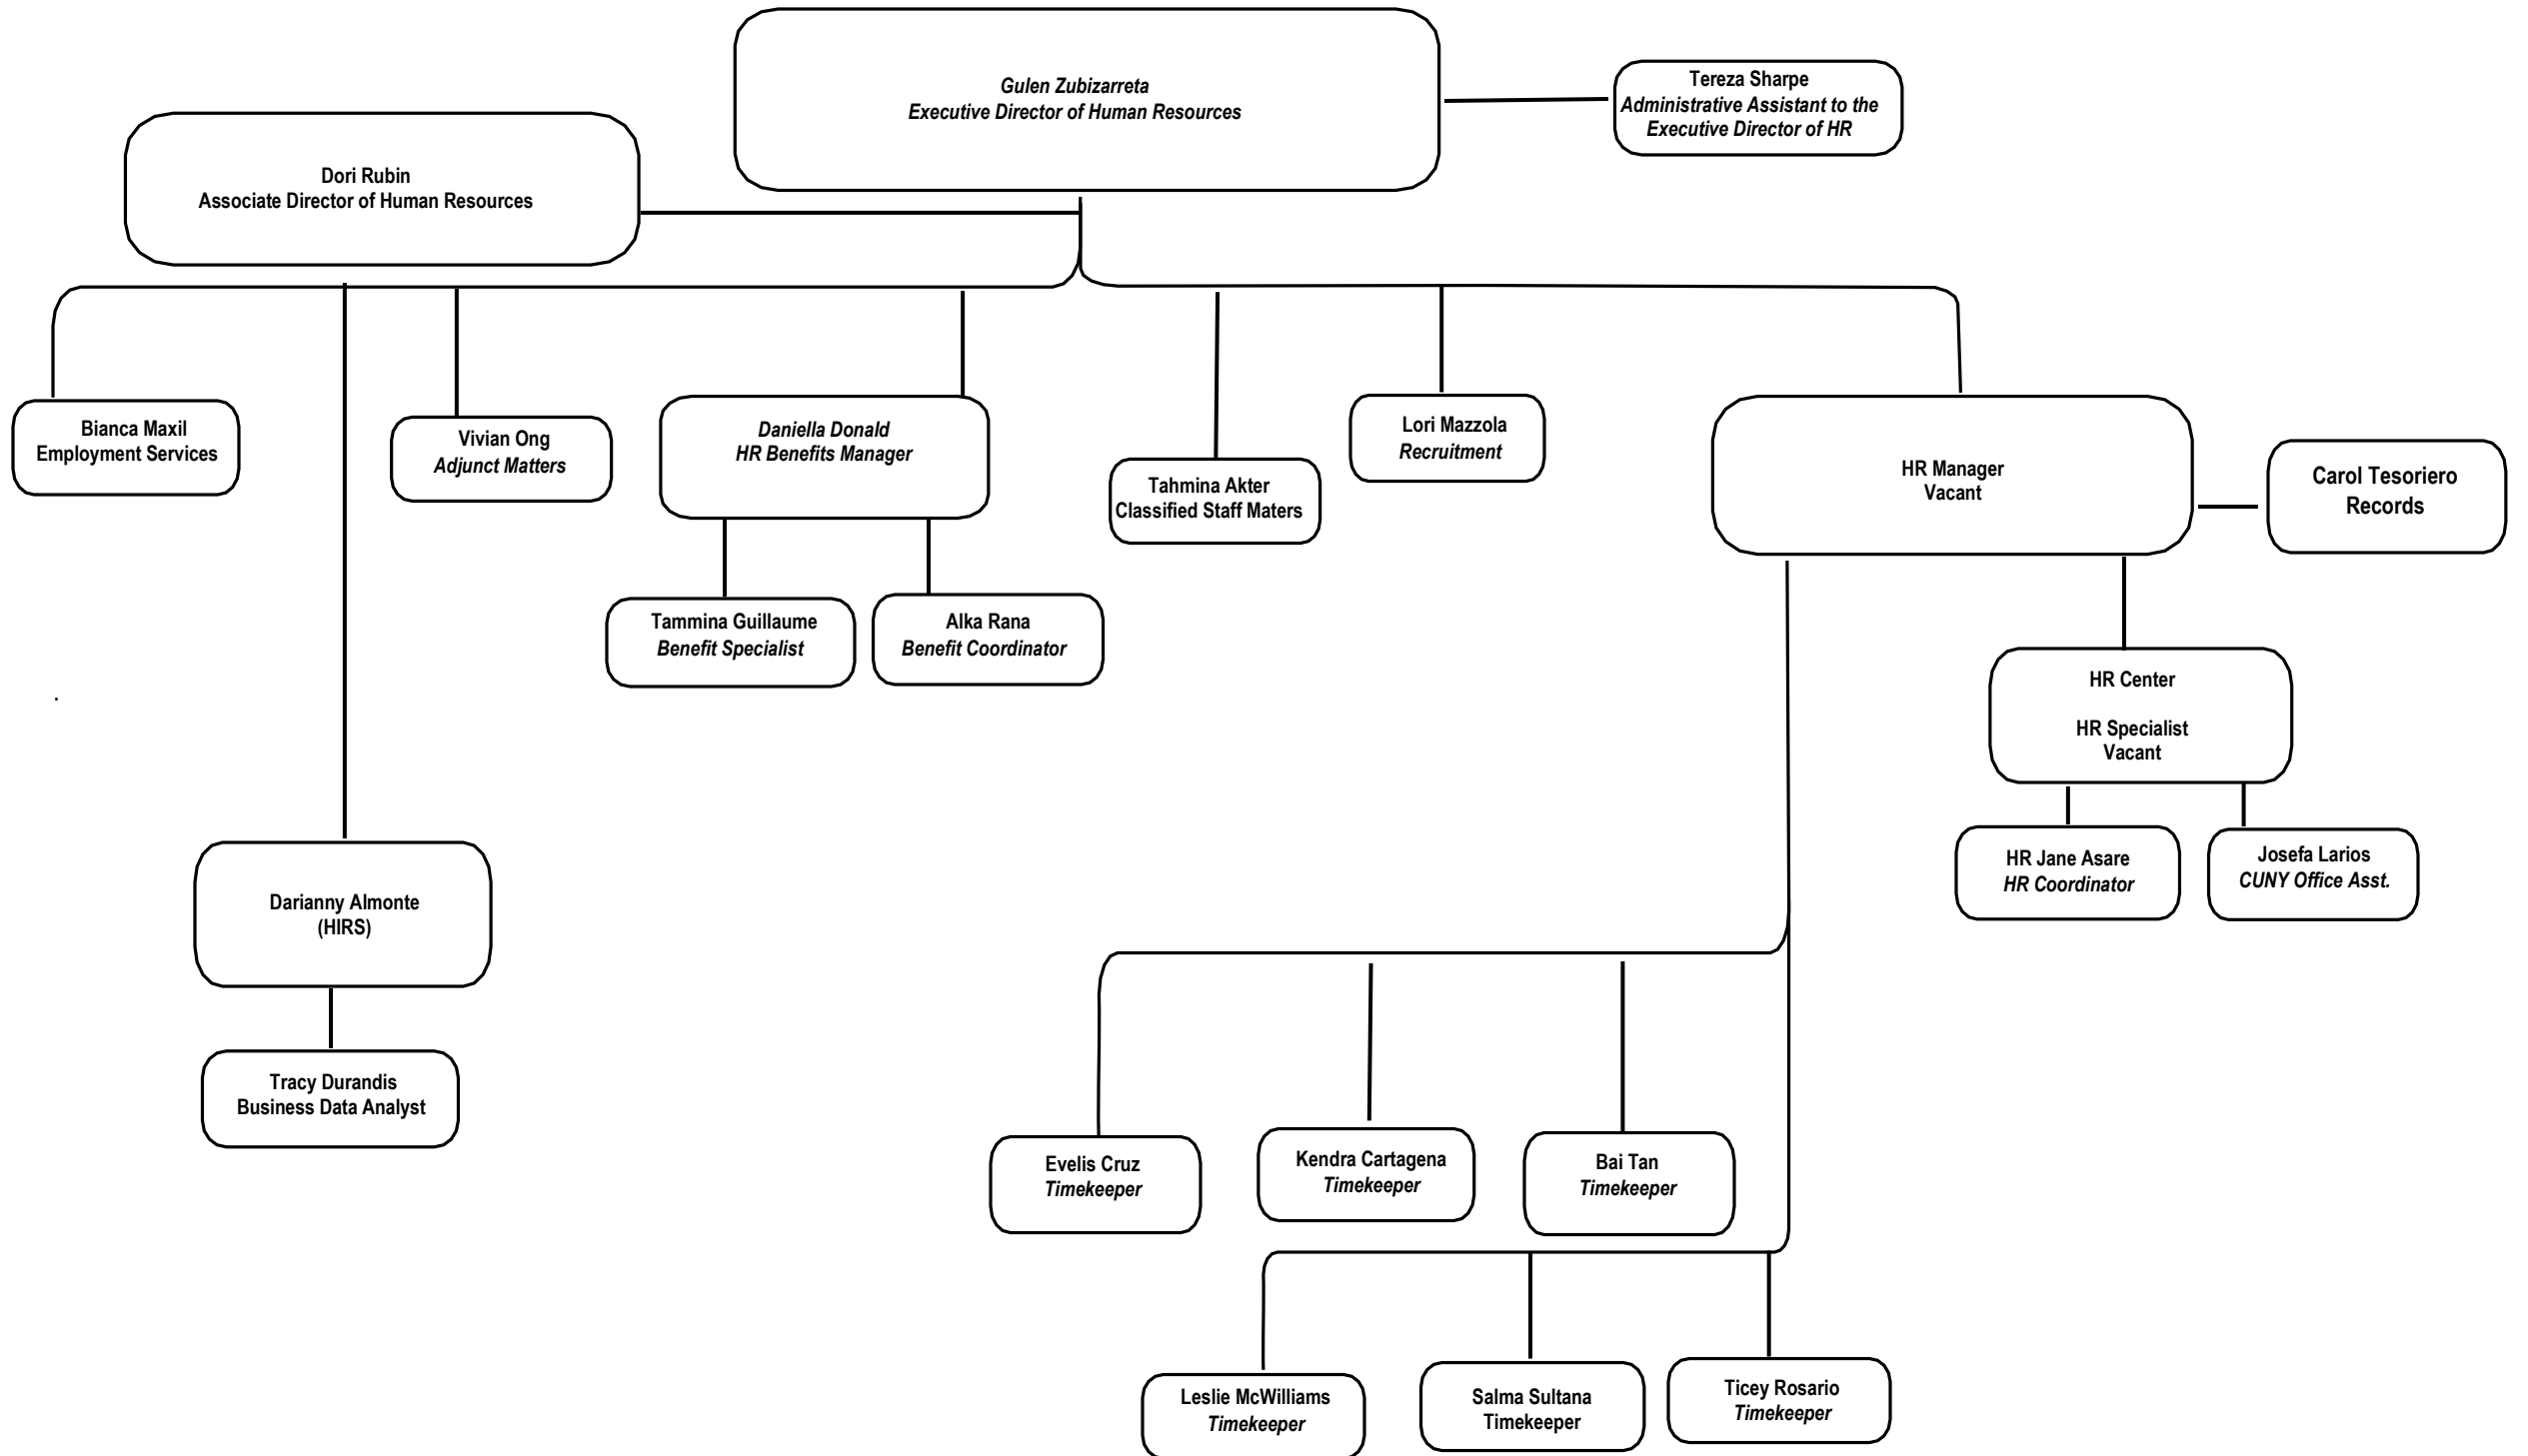 Gulen Zubizarreta
Executive Director of Human Resources
Tereza Sharpe
Administrative Assistant to the
Executive Director of HR
Dori Rubin
Associate Director of Human Resources
Bianca Maxil
Employment Services
Vivian Ong
Adjunct Matters
Daniella Donald
HR Benefits Manager
Tahmina Akter
Classified Staff Maters
Lori Mazzola
Recruitment
HR Manager
Vacant
Carol Tesoriero
Records
Tammina Guillaume
Benefit Specialist
Alka Rana
Benefit Coordinator
HR Center
HR Specialist
Vacant
HR Jane Asare
HR Coordinator
Josefa Larios
CUNY Office Asst.
Darianny Almonte
(HIRS)
Tracy Durandis
Business Data Analyst
Evelis Cruz
Timekeeper
Kendra Cartagena
Timekeeper
Bai Tan
Timekeeper
Leslie McWilliams
Timekeeper
Salma Sultana
Timekeeper
Ticey Rosario
Timekeeper